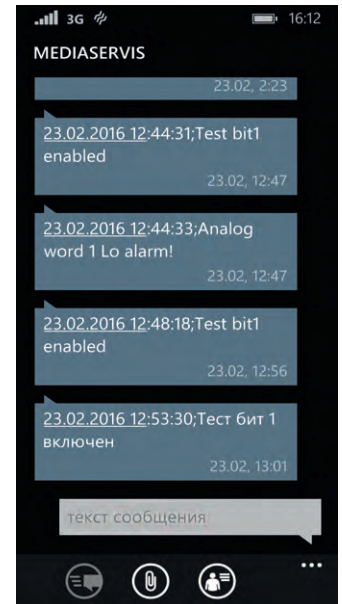 3G 16:12
MEDIASERVIS
23.02, 2:23
23.02.2016 12:44:31;Test bit1
enabled
23.02, 12:47
23.02.2016 12:44:33;Analog
word 1 Lo alarm!
23.02, 12:47
23.02.2016 12:48:18;Test bit1
enabled
23.02, 12:56
23.02.2016 12:53:30;Тест бит 1
включен
23.02, 13:01
текст сообщения